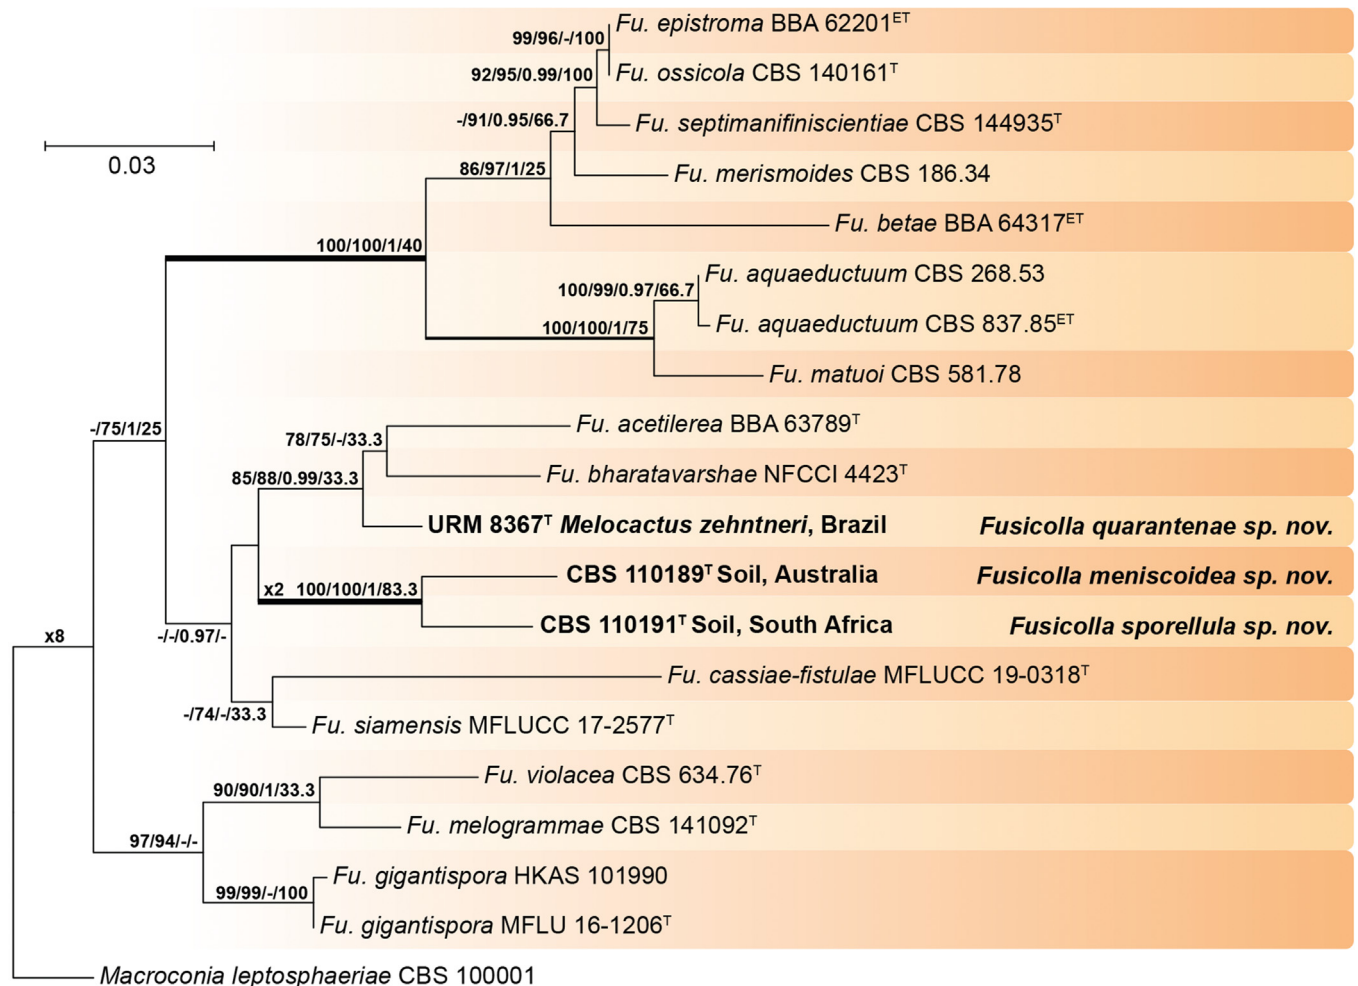 Fu. epistroma BBA 62201ET
99/96/-/100
92/95/0.99/100
Fu. ossicola CBS 140161T
-/91/0.95/66.7
Fu. septimanifiniscientiae CBS 144935T
0.03
86/97/1/25
Fu. merismoides CBS 186.34
Fu. betae BBA 64317ET
100/100/1/40
Fu. aquaeductuum CBS 268.53
100/99/0.97/66.7
Fu. aquaeductuum CBS 837.85ET
100/100/1/75
Fu. matuoi CBS 581.78
-/75/1/25
Fu. acetilerea BBA 63789T
78/75/-/33.3
85/88/0.99/33.3
Fu. bharatavarshae NFCCI 4423T
URM 8367T Melocactus zehntneri, Brazil Fusicolla quarantenae sp. nov.
CBS 110189T Soil, Australia Fusicolla meniscoidea sp. nov.
x2 100/100/1/83.3
CBS 110191T Soil, South Africa Fusicolla sporellula sp. nov.
x8
-/-/0.97/-
Fu. cassiae-fistulae MFLUCC 19-0318T
-/74/-/33.3
Fu. siamensis MFLUCC 17-2577T
Fu. violacea CBS 634.76T
90/90/1/33.3
Fu. melogrammae CBS 141092T
97/94/-/-
Fu. gigantispora HKAS 101990
99/99/-/100
Fu. gigantispora MFLU 16-1206T
Macroconia leptosphaeriae CBS 100001